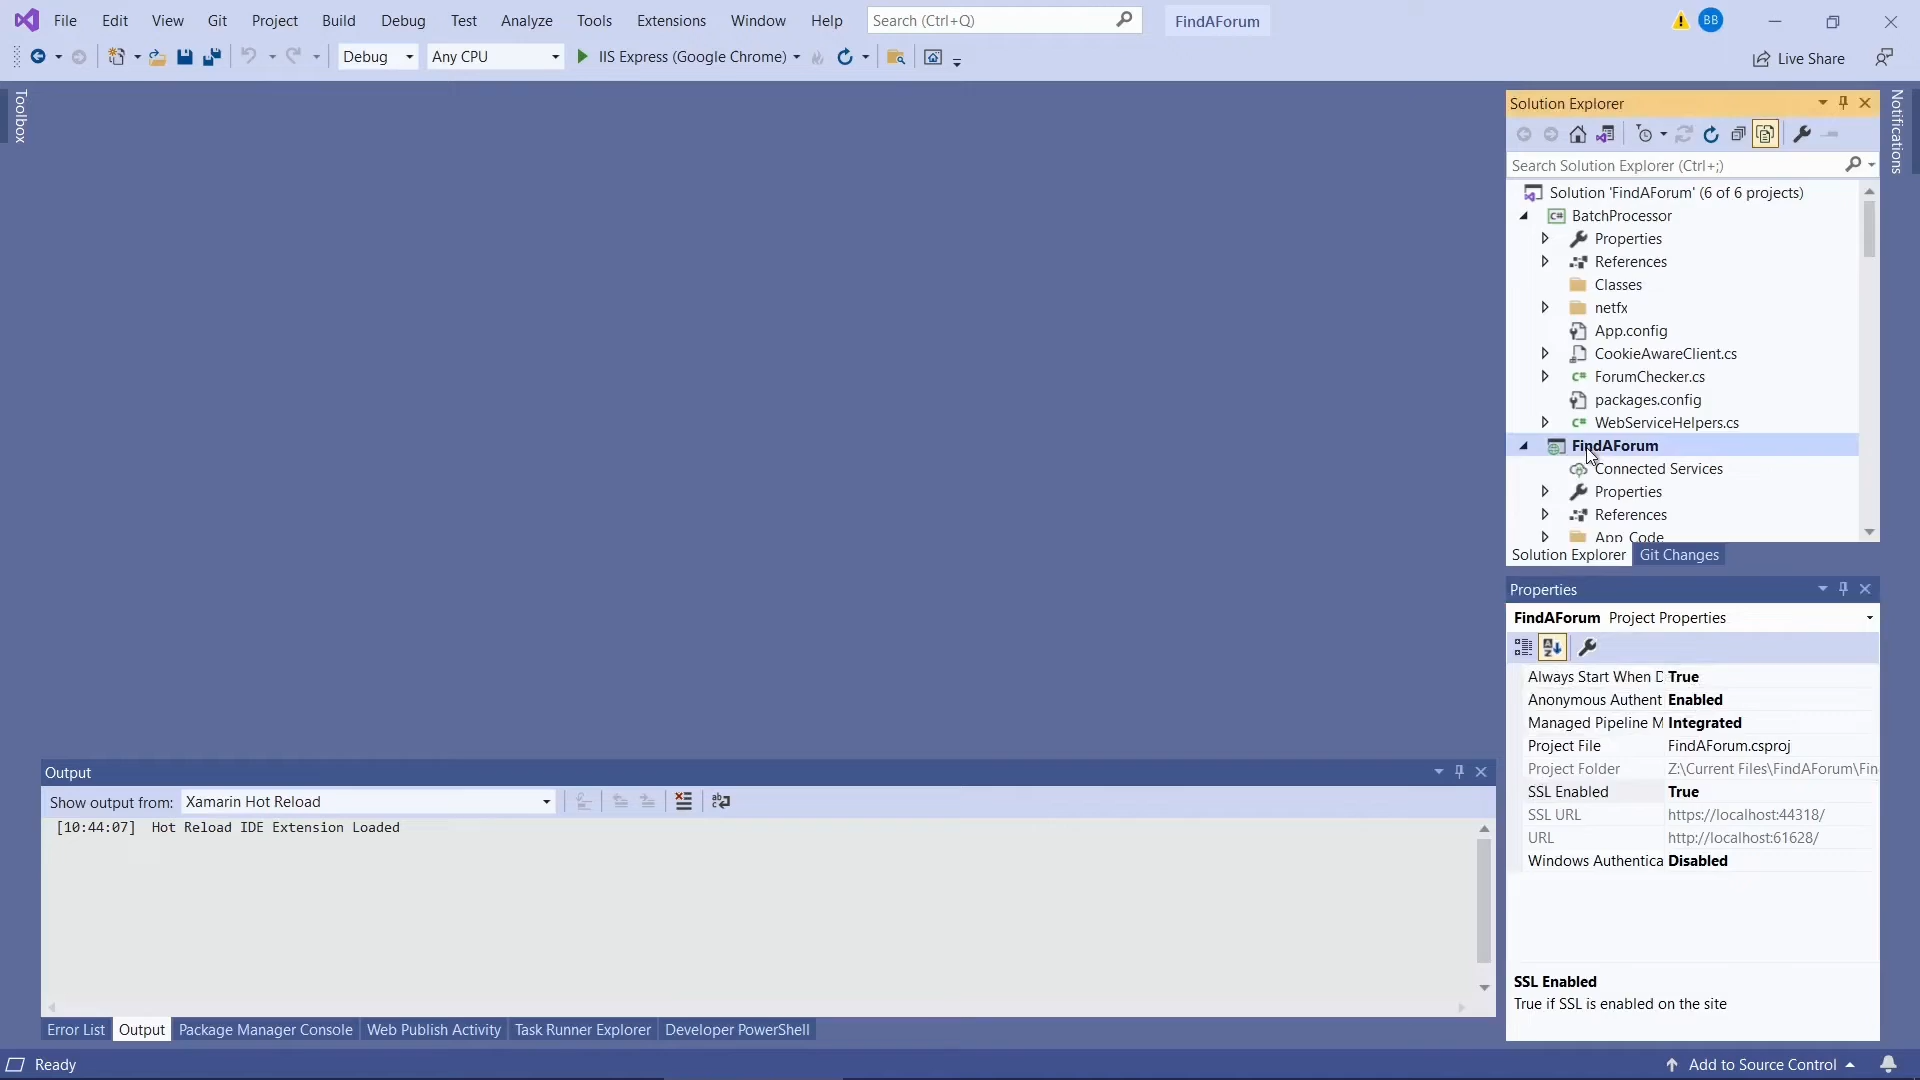 File Edit View Git Project Build Debug Test Analyze Tools Extensions Window Help Search (Ctrl+Q) FindAForum BB
Debug Any CPU IIS Express (Google Chrome) Live Share
Toolbox
Notifications
Solution Explorer
Search Solution Explorer (Ctrl+;)
Solution 'FindAForum' (6 of 6 projects)
C# BatchProcessor
Properties
References
Classes
netfx
App.config
CookieAwareClient.cs
C# ForumChecker.cs
packages.config
C# WebServiceHelpers.cs
FindAForum
Connected Services
Properties
References
App_Code
Solution Explorer Git Changes
Properties
FindAForum Project Properties
Always Start When D True
Anonymous Authent Enabled
Managed Pipeline M Integrated
Project File FindAForum.csproj
Project Folder Z:\Current Files\FindAForum\Fin
SSL Enabled True
SSL URL https://localhost:44318/
URL http://localhost:61628/
Windows Authentica Disabled
SSL Enabled
True if SSL is enabled on the site
Output
Show output from: Xamarin Hot Reload
[10:44:07]  Hot Reload IDE Extension Loaded
Error List Output Package Manager Console Web Publish Activity Task Runner Explorer Developer PowerShell
Ready Add to Source Control